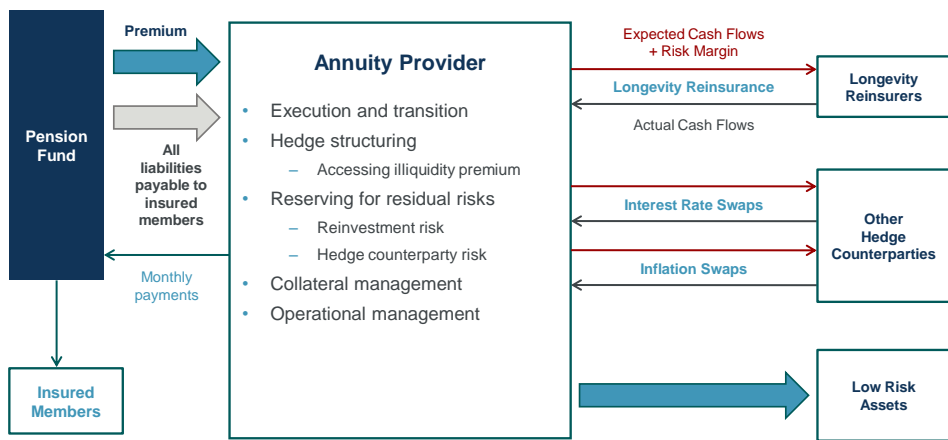 Premium
Pension
Fund
All
liabilities
payable to
insured
members
Monthly
payments
Insured
Members
Annuity Provider
• Execution and transition
• Hedge structuring
– Accessing illiquidity premium
• Reserving for residual risks
– Reinvestment risk
– Hedge counterparty risk
• Collateral management
• Operational management
Expected Cash Flows
+ Risk Margin
Longevity Reinsurance
Actual Cash Flows
Longevity
Reinsurers
Interest Rate Swaps
Inflation Swaps
Other
Hedge
Counterparties
Low Risk
Assets